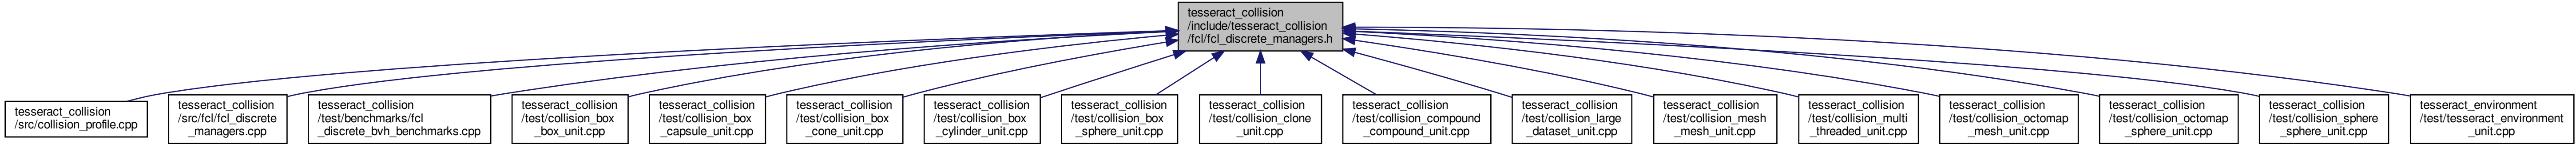 tesseract_collision
/include/tesseract_collision
/fcl/fcl_discrete_managers.h
tesseract_collision
/src/collision_profile.cpp
tesseract_collision
/src/fcl/fcl_discrete
_managers.cpp
tesseract_collision
/test/benchmarks/fcl
_discrete_bvh_benchmarks.cpp
tesseract_collision
/test/collision_box
_box_unit.cpp
tesseract_collision
/test/collision_box
_capsule_unit.cpp
tesseract_collision
/test/collision_box
_cone_unit.cpp
tesseract_collision
/test/collision_box
_cylinder_unit.cpp
tesseract_collision
/test/collision_box
_sphere_unit.cpp
tesseract_collision
/test/collision_clone
_unit.cpp
tesseract_collision
/test/collision_compound
_compound_unit.cpp
tesseract_collision
/test/collision_large
_dataset_unit.cpp
tesseract_collision
/test/collision_mesh
_mesh_unit.cpp
tesseract_collision
/test/collision_multi
_threaded_unit.cpp
tesseract_collision
/test/collision_octomap
_mesh_unit.cpp
tesseract_collision
/test/collision_octomap
_sphere_unit.cpp
tesseract_collision
/test/collision_sphere
_sphere_unit.cpp
tesseract_environment
/test/tesseract_environment
_unit.cpp